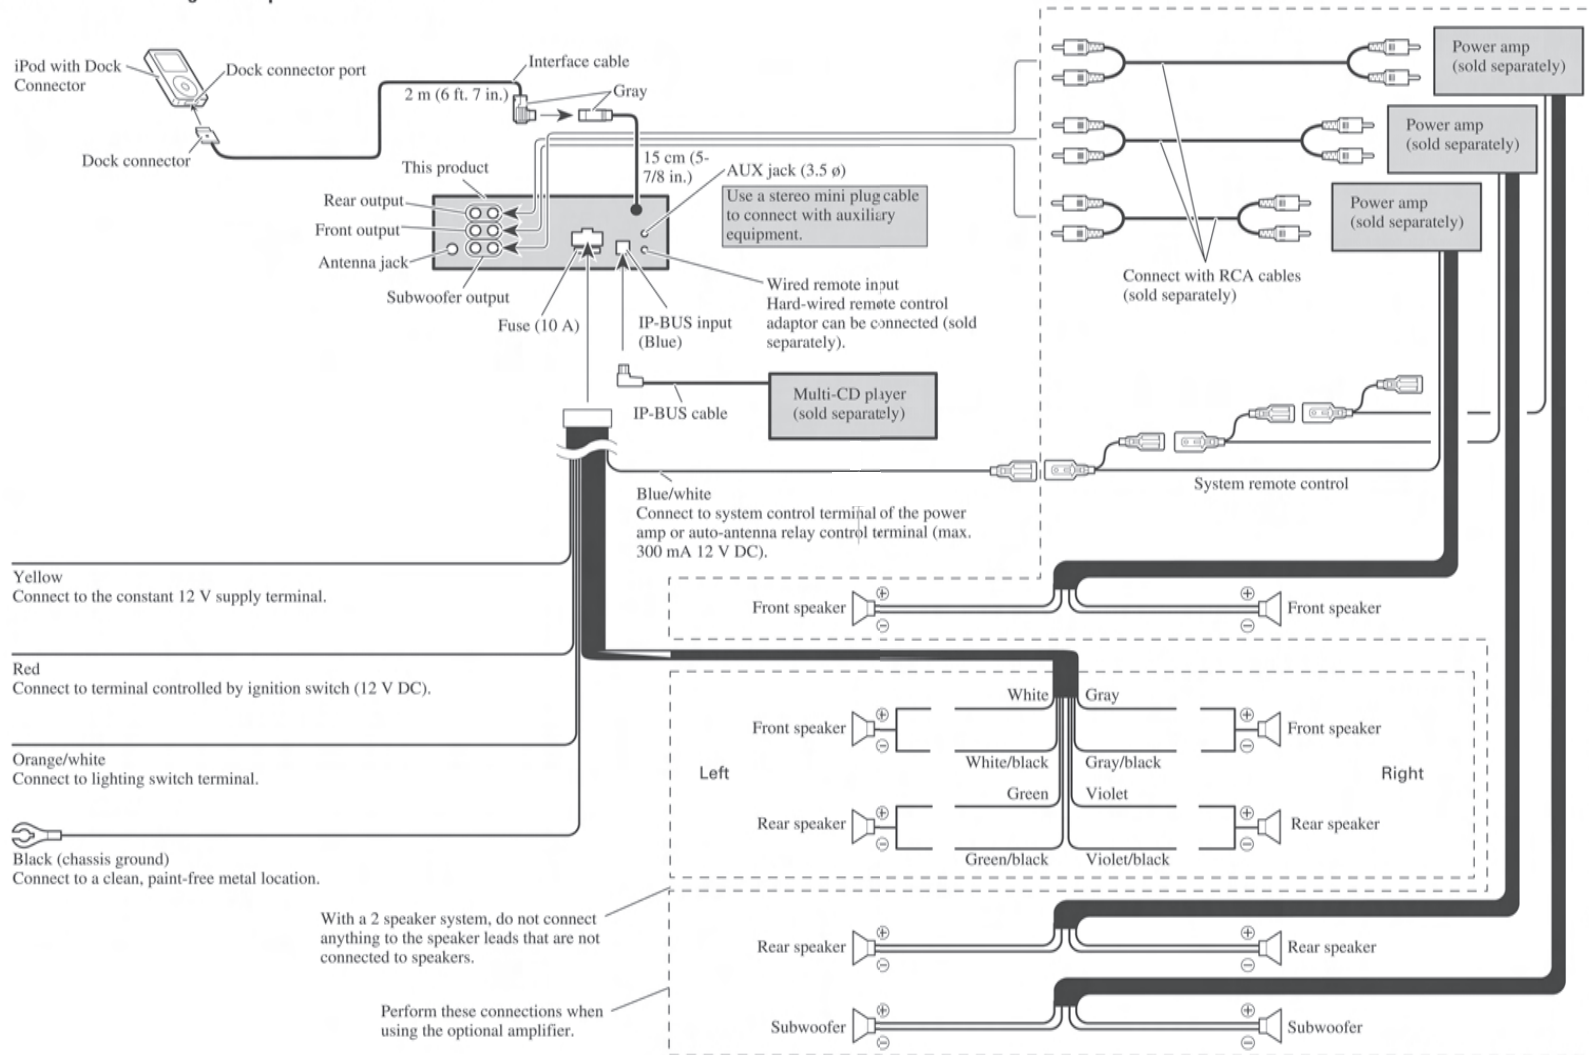 iPod with Dock
Connector
Dock connector port
Dock connector
Interface cable
2 m (6 ft. 7 in.)
Gray
15 cm (5-
7/8 in.)
This product
Rear output
Front output
Antenna jack
Subwoofer output
Fuse (10 A)
AUX jack (3.5 ø)
Use a stereo mini plug cable
to connect with auxiliary
equipment.
IP-BUS input
(Blue)
Wired remote input
Hard-wired remote control
adaptor can be connected (sold
separately).
IP-BUS cable
Multi-CD player
(sold separately)
Power amp
(sold separately)
Power amp
(sold separately)
Power amp
(sold separately)
Connect with RCA cables
(sold separately)
System remote control
Blue/white
Connect to system control terminal of the power
amp or auto-antenna relay control terminal (max.
300 mA 12 V DC).
Yellow
Connect to the constant 12 V supply terminal.
Red
Connect to terminal controlled by ignition switch (12 V DC).
Orange/white
Connect to lighting switch terminal.
Black (chassis ground)
Connect to a clean, paint-free metal location.
Front speaker
+
−
+
−
Front speaker
White
Gray
Front speaker
+
−
+
−
Front speaker
White/black
Gray/black
Left
Right
Green
Violet
Rear speaker
+
−
+
−
Rear speaker
Green/black
Violet/black
With a 2 speaker system, do not connect
anything to the speaker leads that are not
connected to speakers.
Rear speaker
+
−
+
−
Rear speaker
Perform these connections when
using the optional amplifier.
Subwoofer
+
−
+
−
Subwoofer